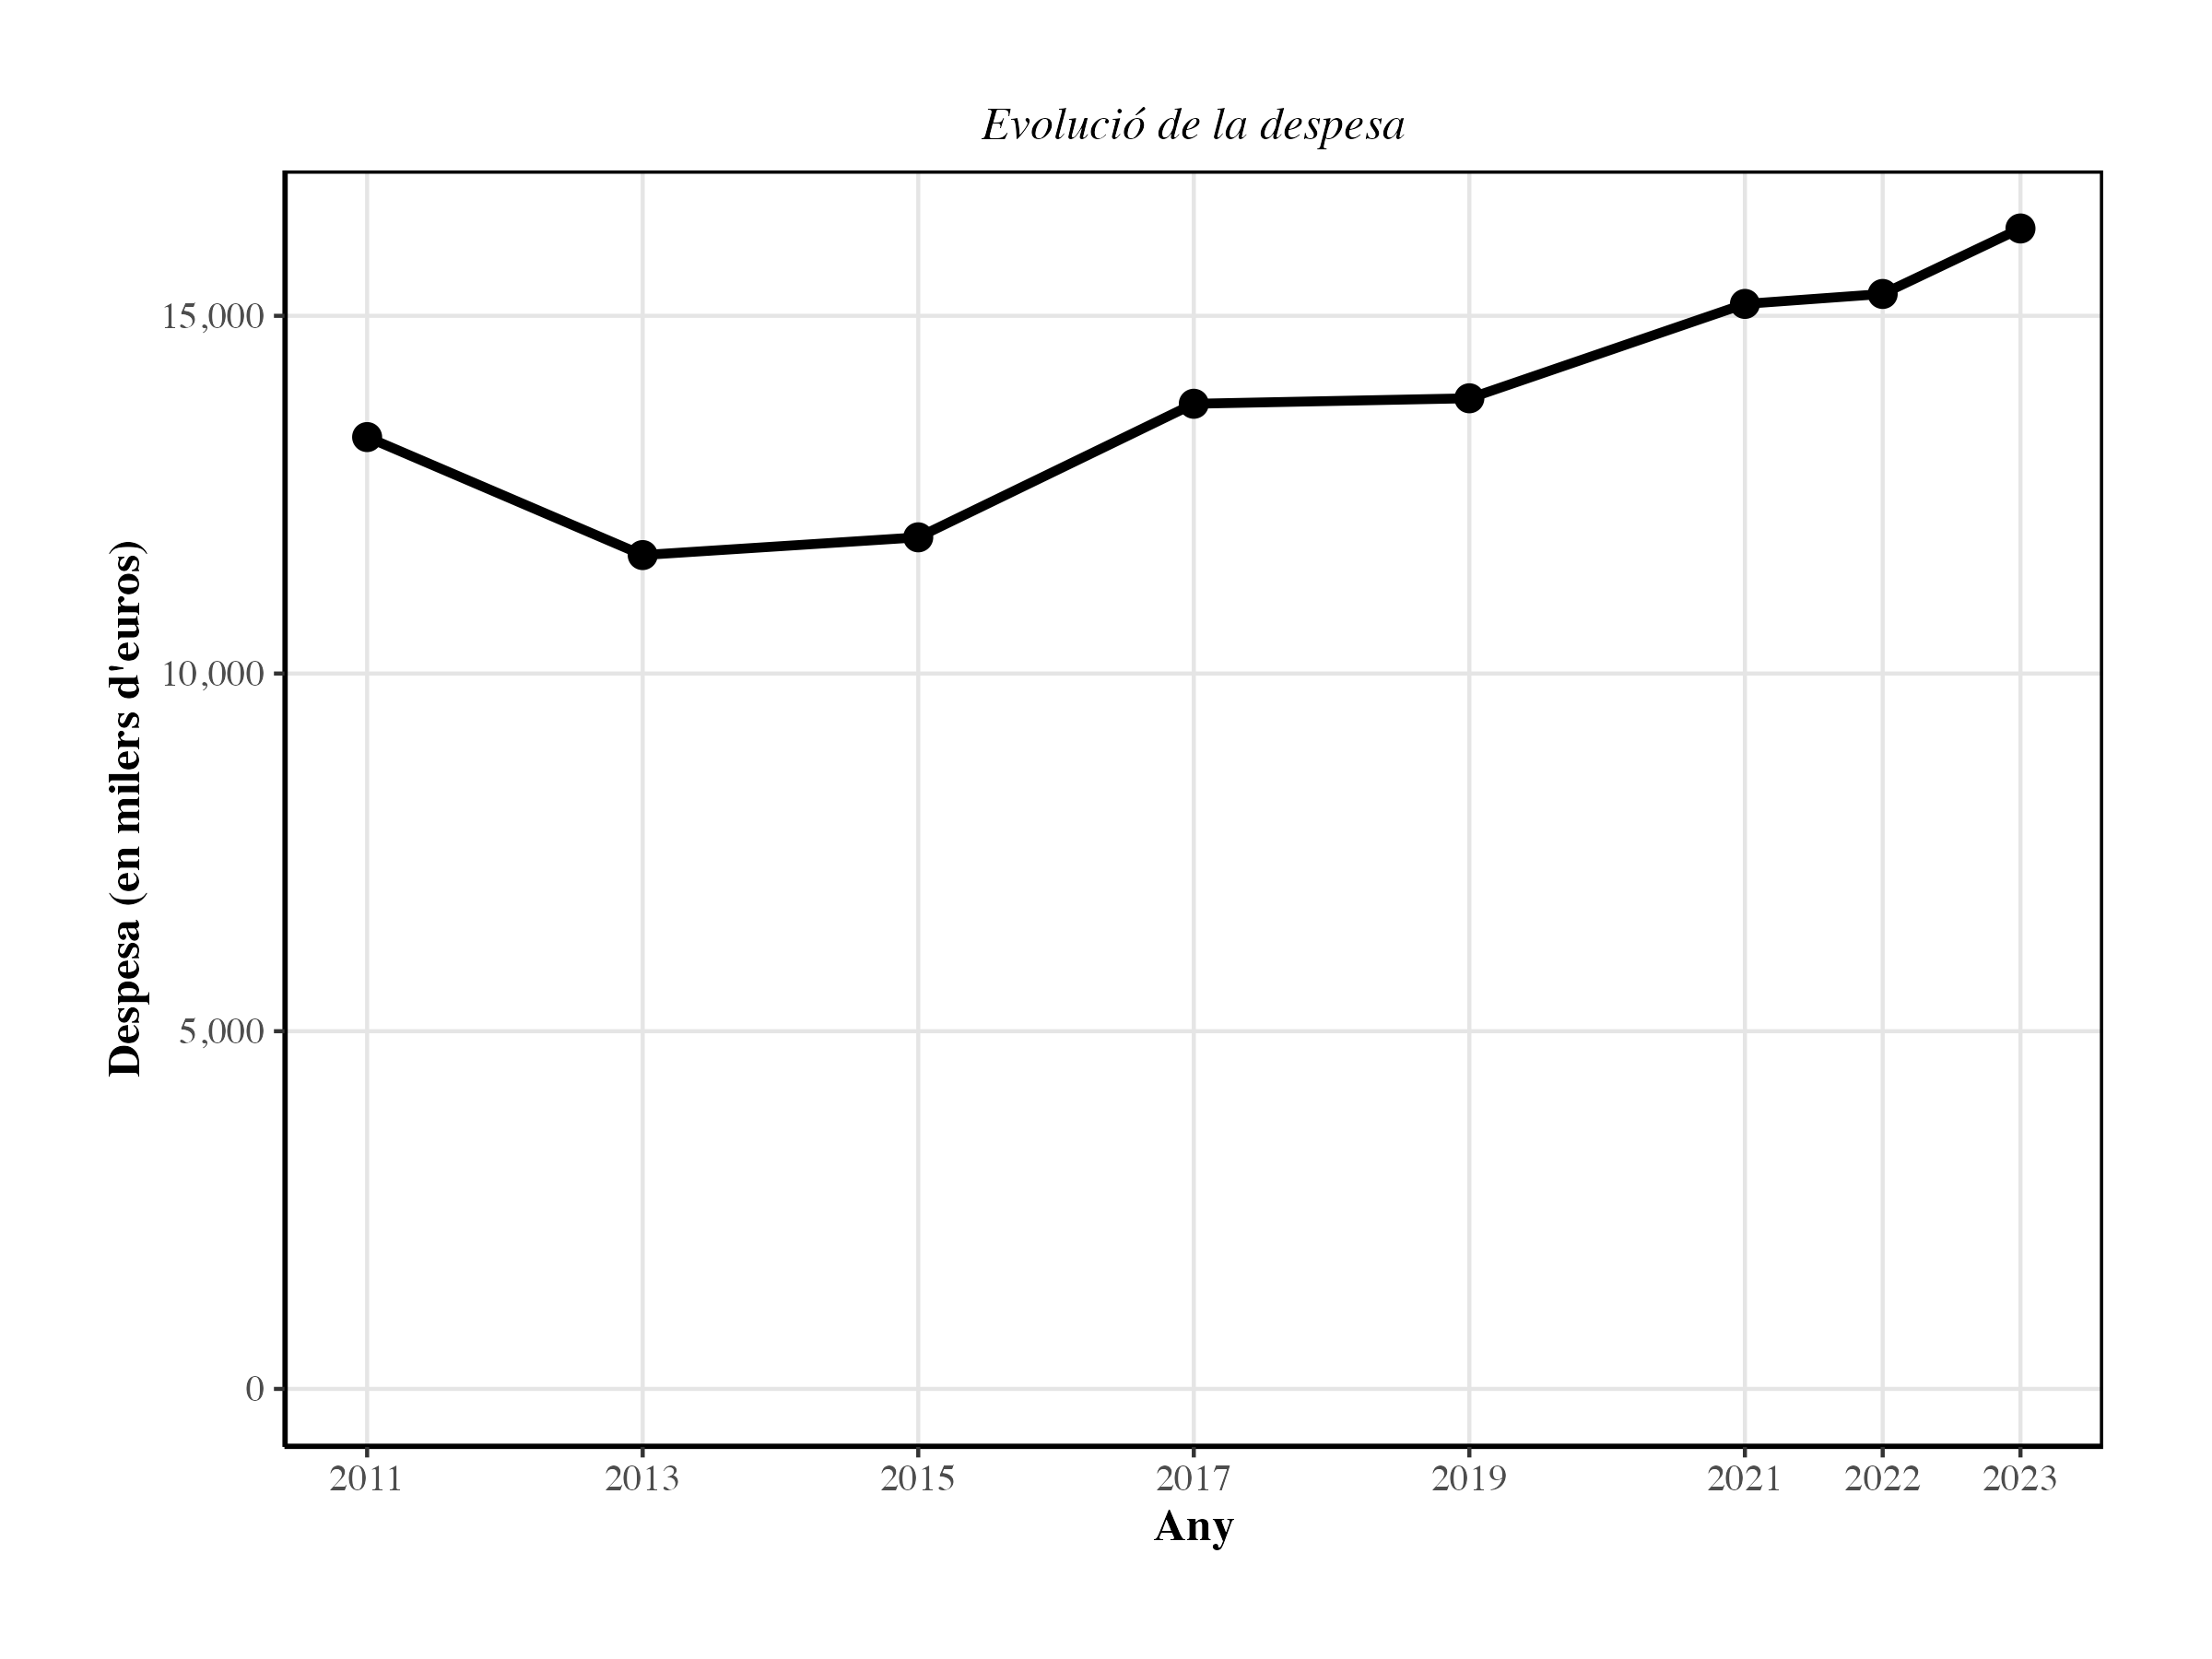 Evolució de la despesa
Despesa (en milers d'euros)
15,000
10,000
5,000
0
2011 2013 2015 2017 2019 2021 2022 2023
Any